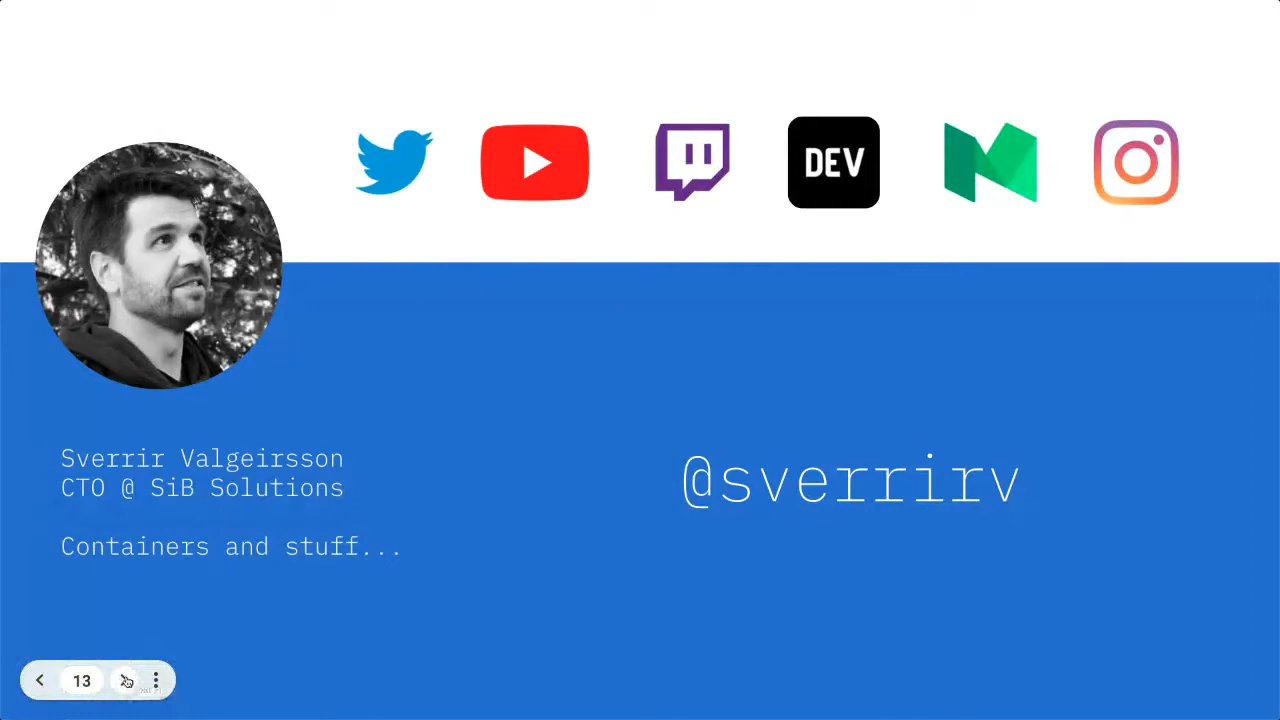 DEV
Sverrir Valgeirsson
CTO @ SiB Solutions
@sverrirv
Containers and stuff...
13